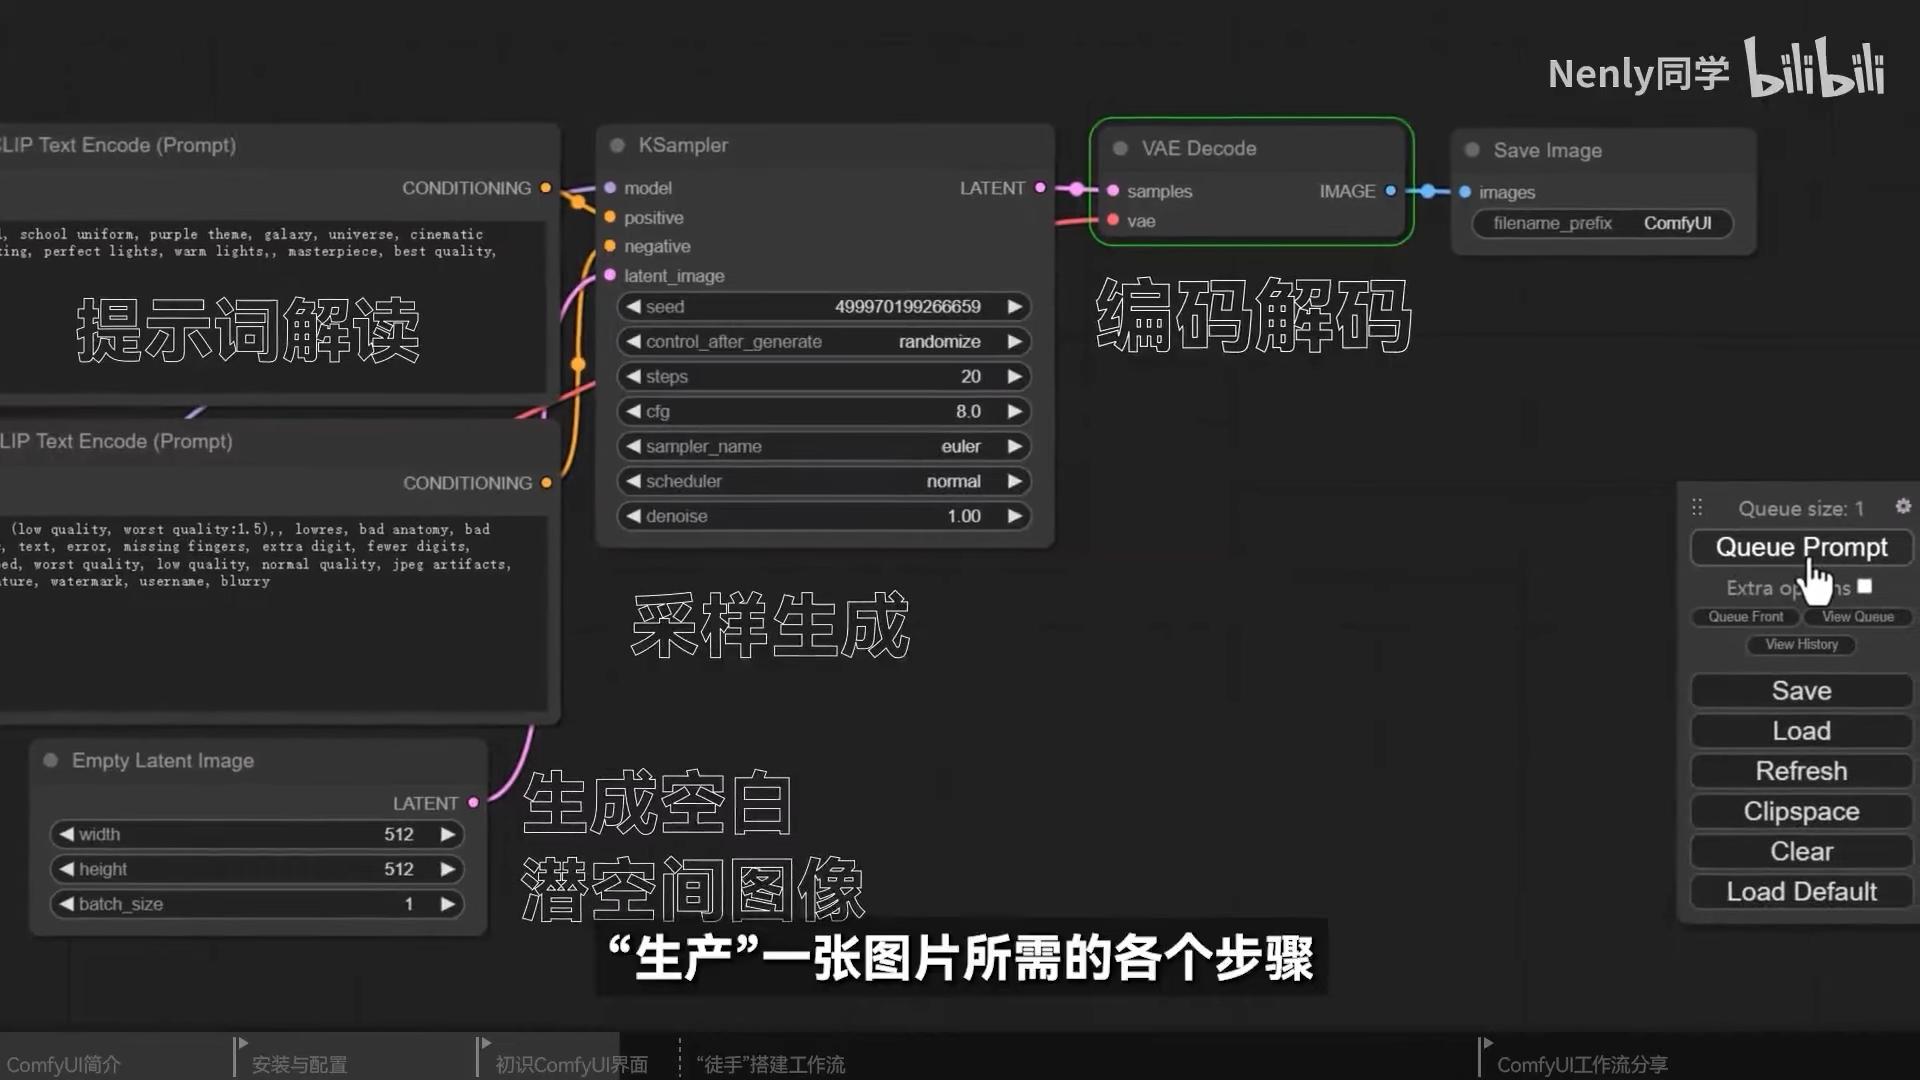 Nenly同学 bilibili
LIP Text Encode (Prompt)
CONDITIONING
, school uniform, purple theme, galaxy, universe, cinematic
ing, perfect lights, warm lights,, masterpiece, best quality,
提示词解读
LIP Text Encode (Prompt)
CONDITIONING
(low quality, worst quality:1.5),, lowres, bad anatomy, bad
, text, error, missing fingers, extra digit, fewer digits,
ed, worst quality, low quality, normal quality, jpeg artifacts,
ture, watermark, username, blurry
Empty Latent Image
LATENT
width 512
height 512
batch_size 1
生成空白
潜空间图像
KSampler
model LATENT
positive
negative
latent_image
seed 499970199266659
control_after_generate randomize
steps 20
cfg 8.0
sampler_name euler
scheduler normal
denoise 1.00
采样生成
VAE Decode
samples IMAGE
vae
编码解码
Save Image
images
filename_prefix ComfyUI
Queue size: 1
Queue Prompt
Extra op ns
Queue Front View Queue
View History
Save
Load
Refresh
Clipspace
Clear
Load Default
“生产”一张图片所需的各个步骤
ComfyUI简介 安装与配置 初识ComfyUI界面 “徒手”搭建工作流 ComfyUI工作流分享